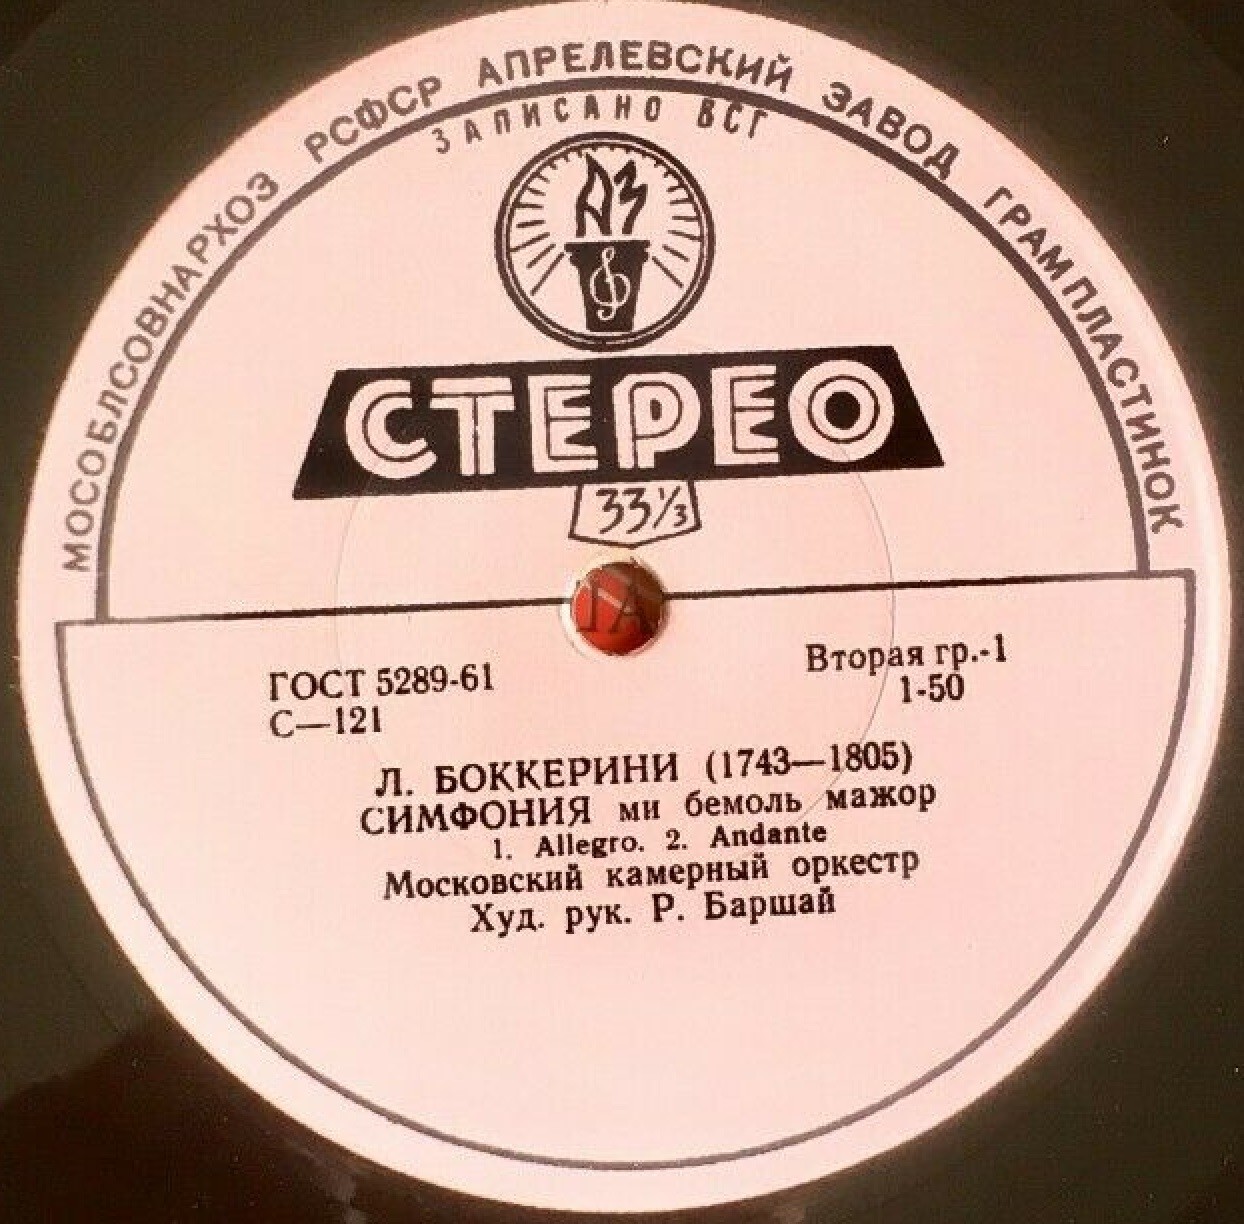 МОСОБЛСОВНАРХОЗ РСФСР АПРЕЛЕВСКИЙ ЗАВОД ГРАМПЛАСТИНОК
ЗАПИСАНО ВСГ
АЗ
СТЕРЕО
33⅓
ГОСТ 5289-61
С—121
Вторая гр.-1
1-50
Л. БОККЕРИНИ (1743—1805)
СИМФОНИЯ ми бемоль мажор
1. Allegro. 2. Andante
Московский камерный оркестр
Худ. рук. Р. Баршай